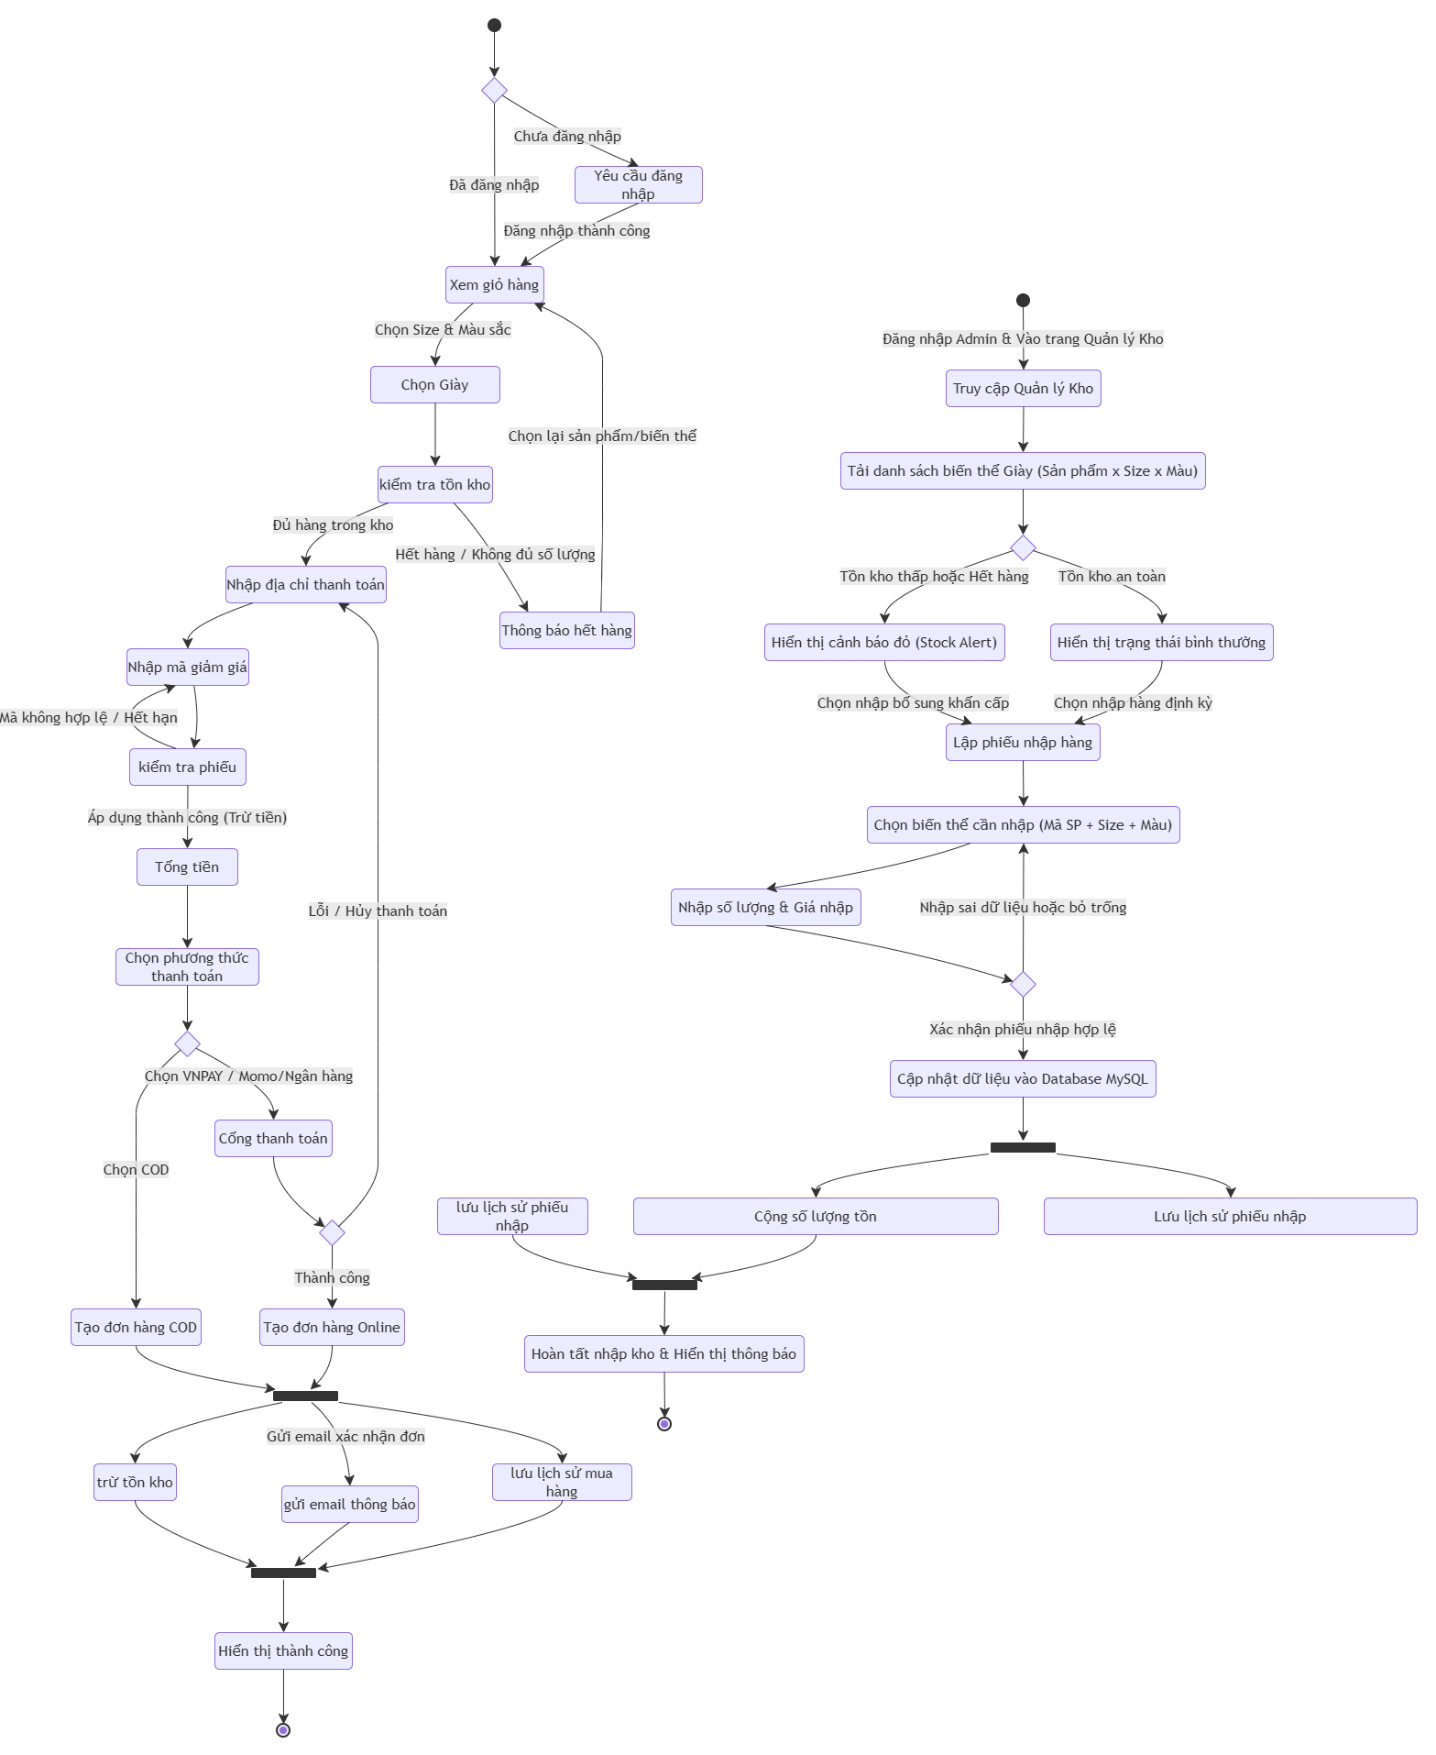 Chưa đăng nhập
Đã đăng nhập
Yêu cầu đăng
nhập
Đăng nhập thành công
Xem giỏ hàng
Chọn Size & Màu sắc
Chọn Giày
Chọn lại sản phẩm/biến thể
kiểm tra tồn kho
Đủ hàng trong kho
Hết hàng / Không đủ số lượng
Nhập địa chỉ thanh toán
Thông báo hết hàng
Nhập mã giảm giá
Mã không hợp lệ / Hết hạn
kiểm tra phiếu
Áp dụng thành công (Trừ tiền)
Tổng tiền
Lỗi / Hủy thanh toán
Chọn phương thức
thanh toán
Chọn VNPAY / Momo/Ngân hàng
Cổng thanh toán
Chọn COD
Thành công
Tạo đơn hàng COD
Tạo đơn hàng Online
Gửi email xác nhận đơn
trừ tồn kho
gửi email thông báo
lưu lịch sử mua
hàng
Hiển thị thành công
Đăng nhập Admin & Vào trang Quản lý Kho
Truy cập Quản lý Kho
Tải danh sách biến thể Giày (Sản phẩm x Size x Màu)
Tồn kho thấp hoặc Hết hàng
Tồn kho an toàn
Hiển thị cảnh báo đỏ (Stock Alert)
Hiển thị trạng thái bình thường
Chọn nhập bổ sung khẩn cấp
Chọn nhập hàng định kỳ
Lập phiếu nhập hàng
Chọn biến thể cần nhập (Mã SP + Size + Màu)
Nhập số lượng & Giá nhập
Nhập sai dữ liệu hoặc bỏ trống
Xác nhận phiếu nhập hợp lệ
Cập nhật dữ liệu vào Database MySQL
lưu lịch sử phiếu
nhập
Cộng số lượng tồn
Lưu lịch sử phiếu nhập
Hoàn tất nhập kho & Hiển thị thông báo